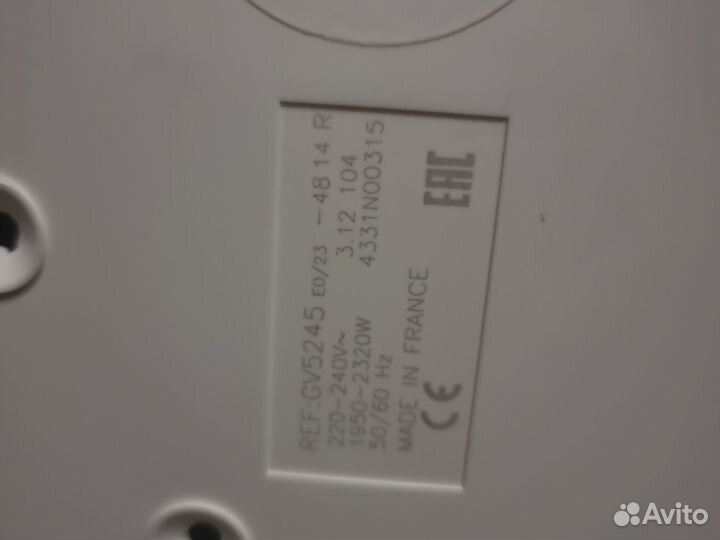 REF:GV5245 E0/23 - 48 14 R
220-240V~ 3.12 104
1950-2320W 4331N00315
50/60 Hz
MADE IN FRANCE
CE EAC
Avito